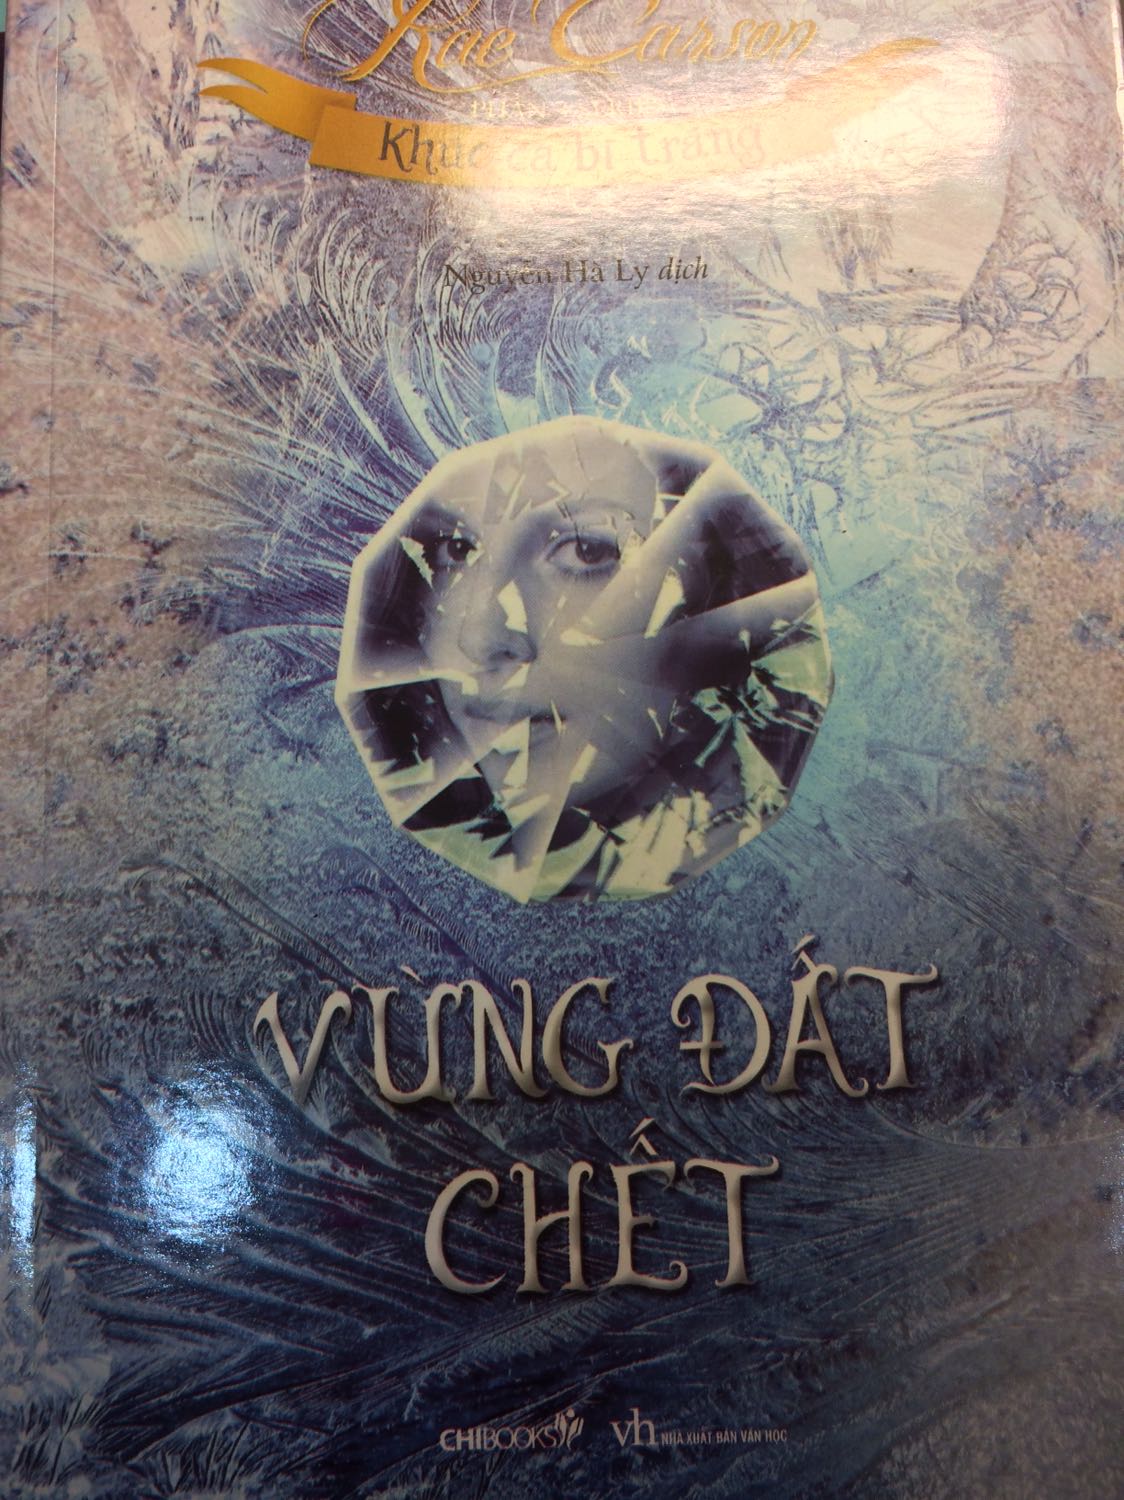 Rae Carson
Khúc ca bi tráng
Nguyễn Hà Ly dịch
VÙNG ĐẤT
CHẾT
CHIBOOKS
vh NHÀ XUẤT BẢN VĂN HỌC